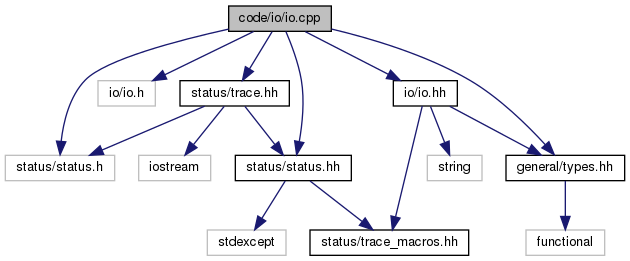 code/io/io.cpp
io/io.h
status/trace.hh
io/io.hh
status/status.h
iostream
status/status.hh
string
general/types.hh
stdexcept
status/trace_macros.hh
functional